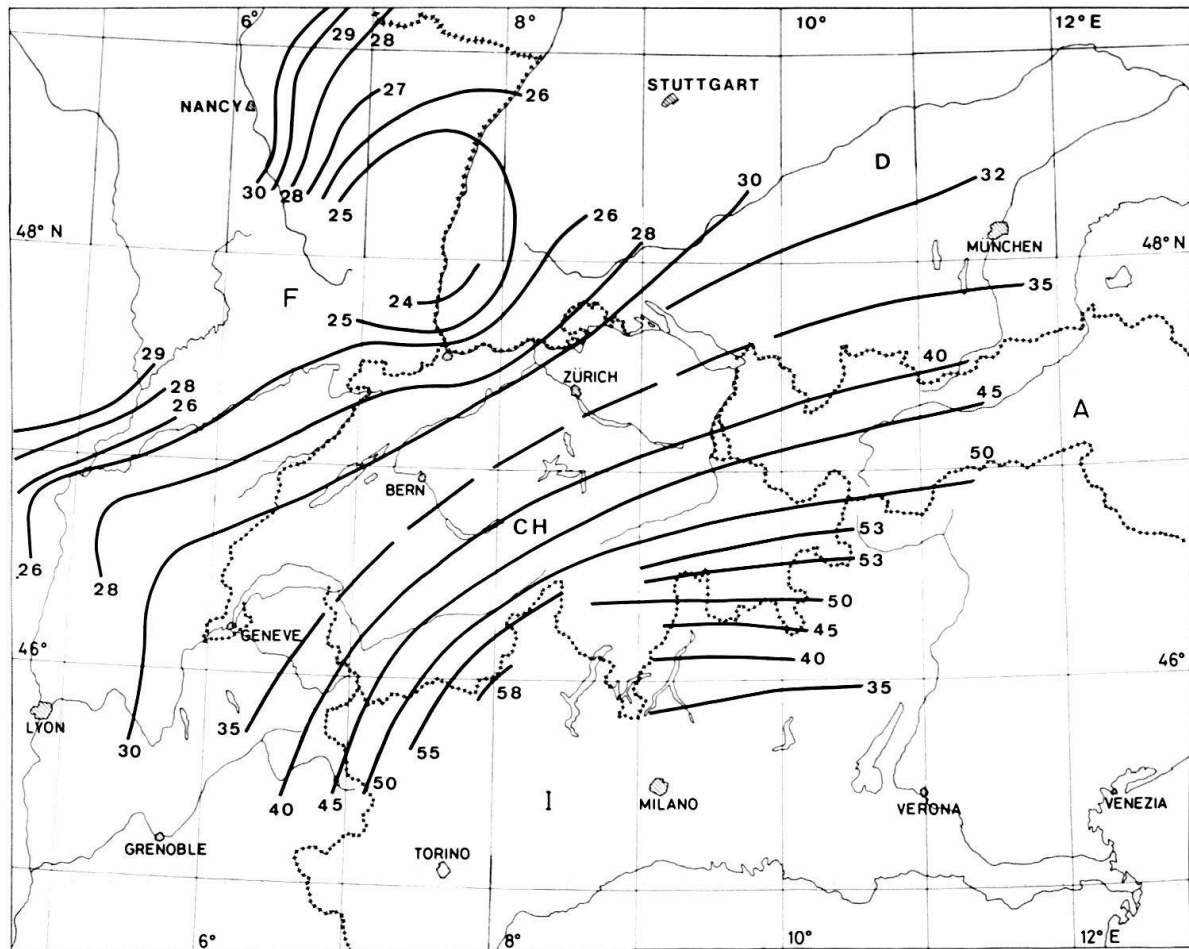 6° 8° 10° 12° E
29
28
STUTTGART
27
26
NANCY
D
30 28
25
30
32
26
28
MÜNCHEN
48° N
48° N
F
24
25
35
29
28
26
ZÜRICH
40
45
A
50
BERN
CH
53
53
26
28
50
GENEVE
45
40
46°
46°
58
35
LYON
30
35
55
50
40
45
I
MILANO
VERONA
VENEZIA
GRENOBLE
TORINO
6° 8° 10° 12° E